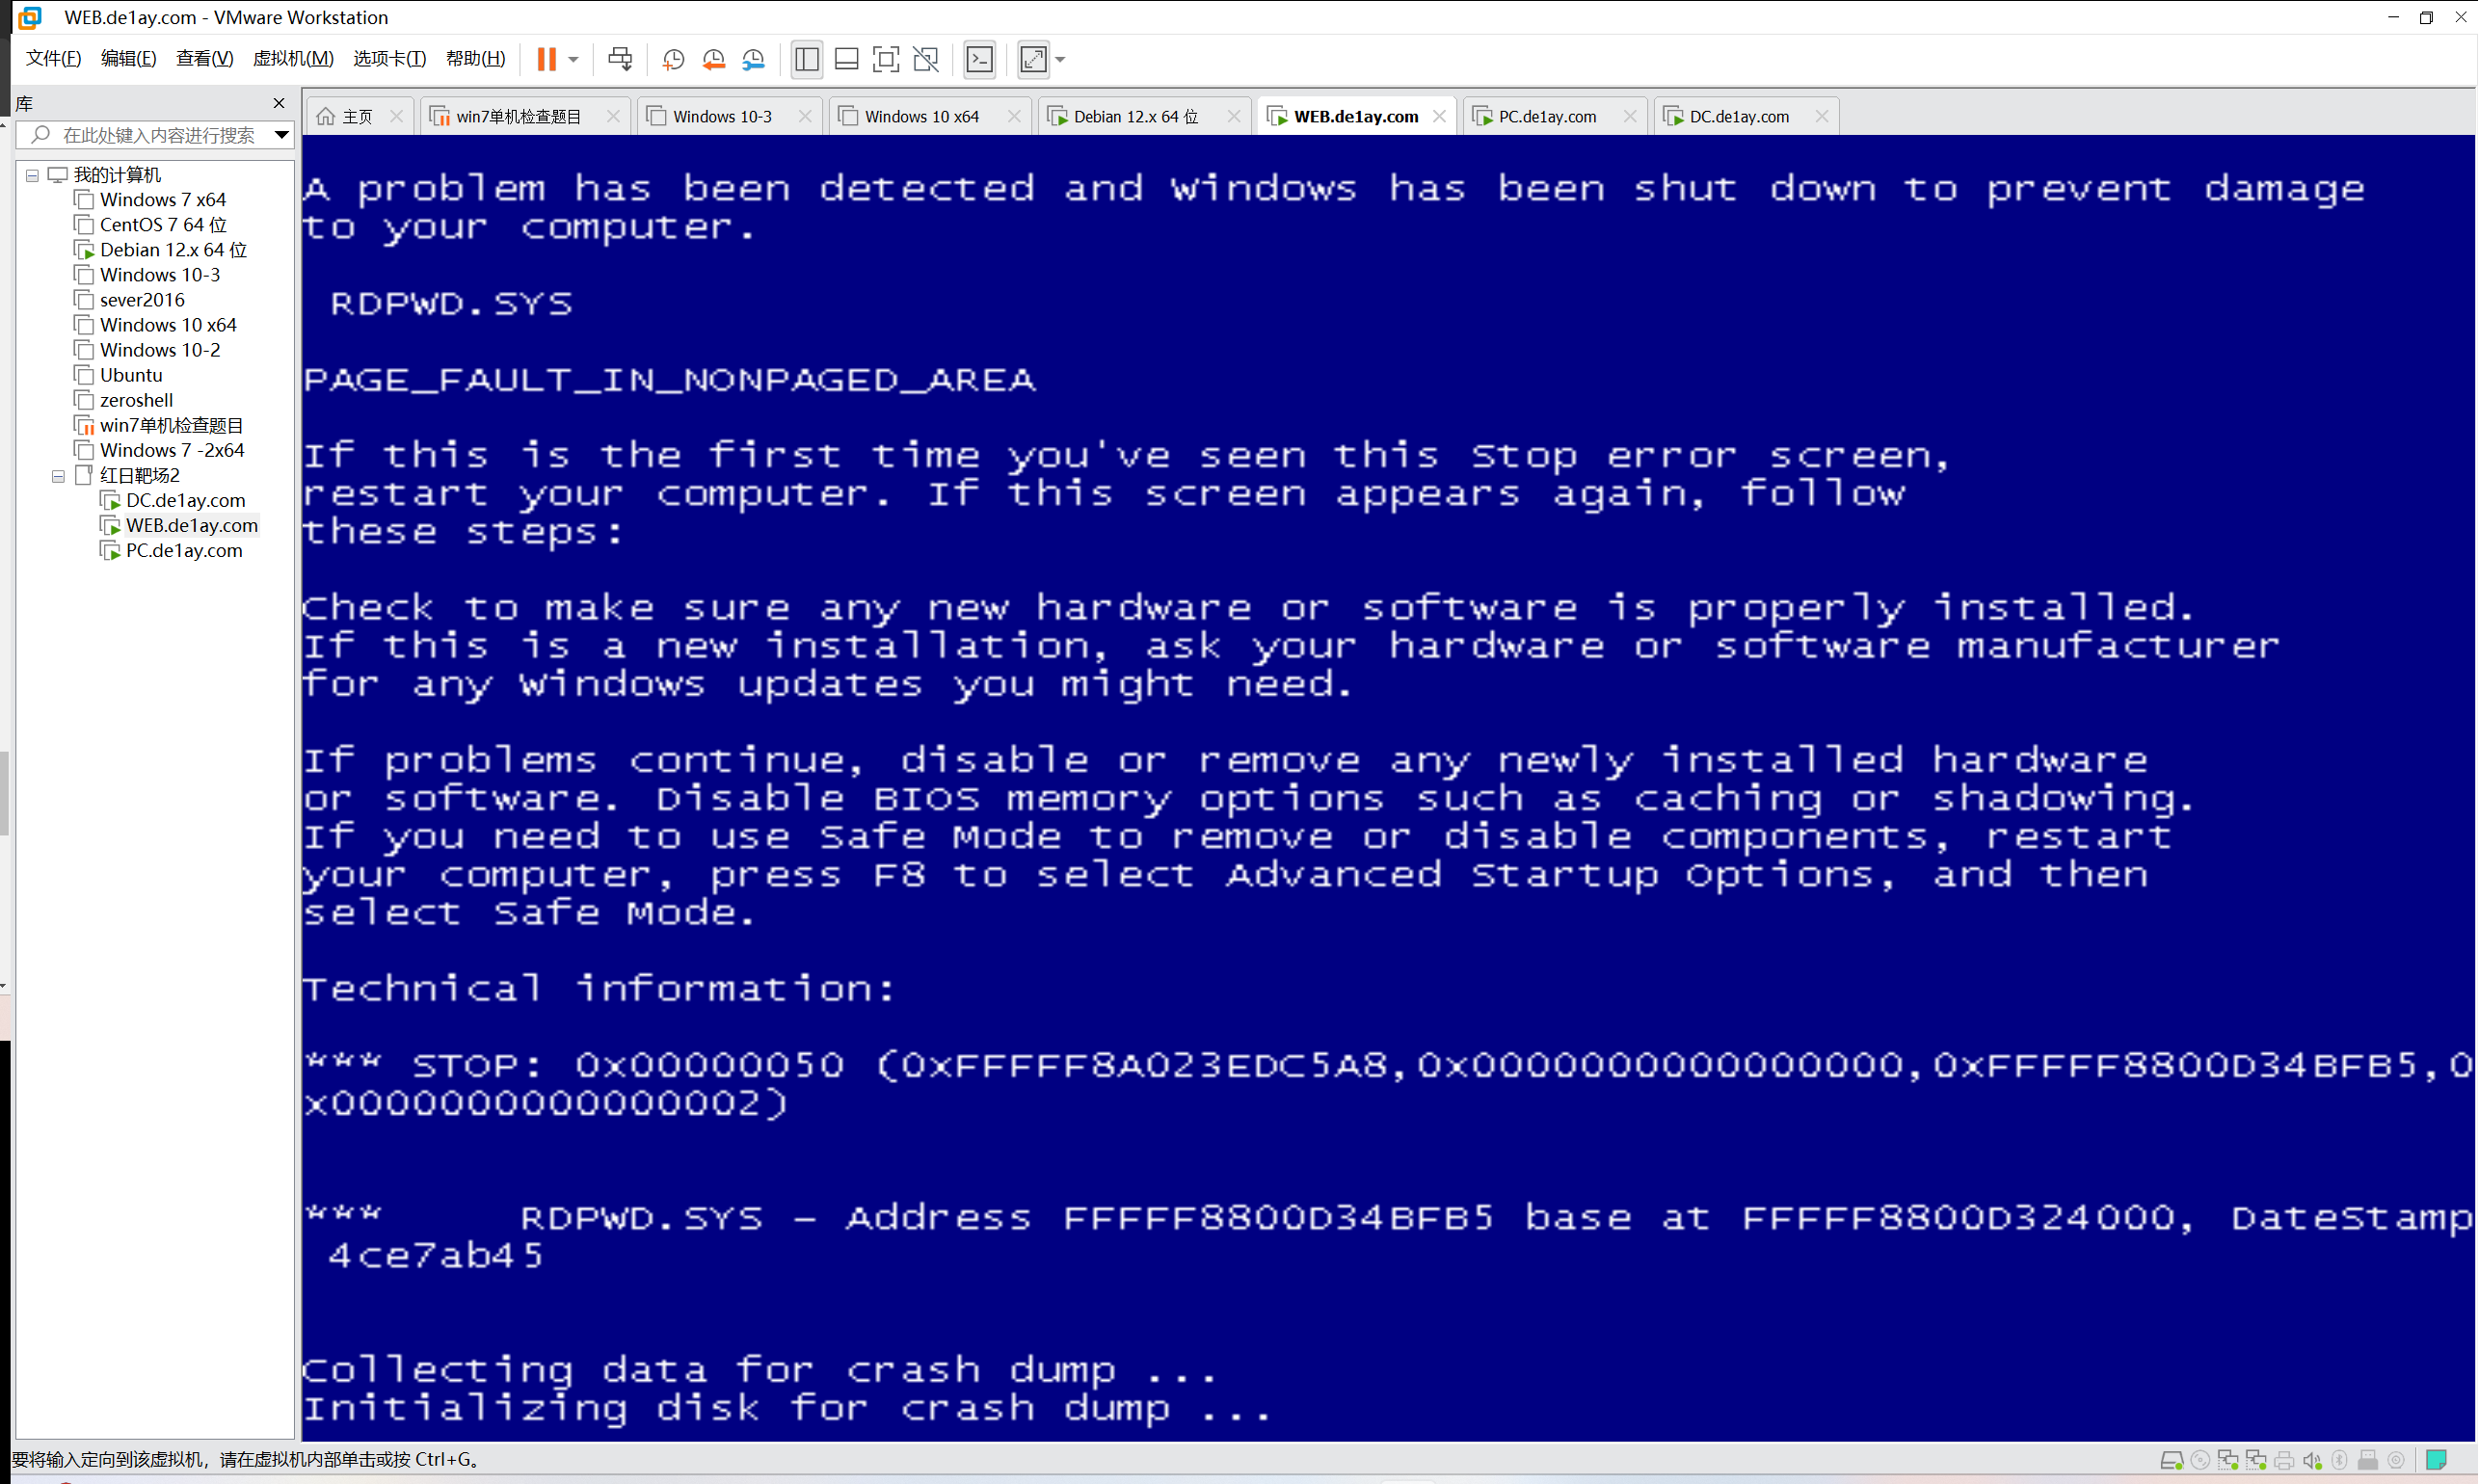 WEB.de1ay.com - VMware Workstation
文件(F) 编辑(E) 查看(V) 虚拟机(M) 选项卡(T) 帮助(H)
库
在此处键入内容进行搜索
主页
win7单机检查题目
Windows 10-3
Windows 10 x64
Debian 12.x 64 位
WEB.de1ay.com
PC.de1ay.com
DC.de1ay.com
我的计算机
Windows 7 x64
CentOS 7 64 位
Debian 12.x 64 位
Windows 10-3
sever2016
Windows 10 x64
Windows 10-2
Ubuntu
zeroshell
win7单机检查题目
Windows 7 -2x64
红日靶场2
DC.de1ay.com
WEB.de1ay.com
PC.de1ay.com
A problem has been detected and Windows has been shut down to prevent damage
to your computer.
RDPWD.SYS
PAGE_FAULT_IN_NONPAGED_AREA
If this is the first time you've seen this Stop error screen,
restart your computer. If this screen appears again, follow
these steps:
Check to make sure any new hardware or software is properly installed.
If this is a new installation, ask your hardware or software manufacturer
for any Windows updates you might need.
If problems continue, disable or remove any newly installed hardware
or software. Disable BIOS memory options such as caching or shadowing.
If you need to use Safe Mode to remove or disable components, restart
your computer, press F8 to select Advanced Startup Options, and then
select Safe Mode.
Technical information:
*** STOP: 0x00000050 (0xFFFFF8A023EDC5A8,0x0000000000000000,0xFFFFF8800D34BFB5,0
x0000000000000002)
*** RDPWD.SYS - Address FFFFF8800D34BFB5 base at FFFFF8800D324000, DateStamp
4ce7ab45
Collecting data for crash dump ...
Initializing disk for crash dump ...
要将输入定向到该虚拟机，请在虚拟机内部单击或按 Ctrl+G。